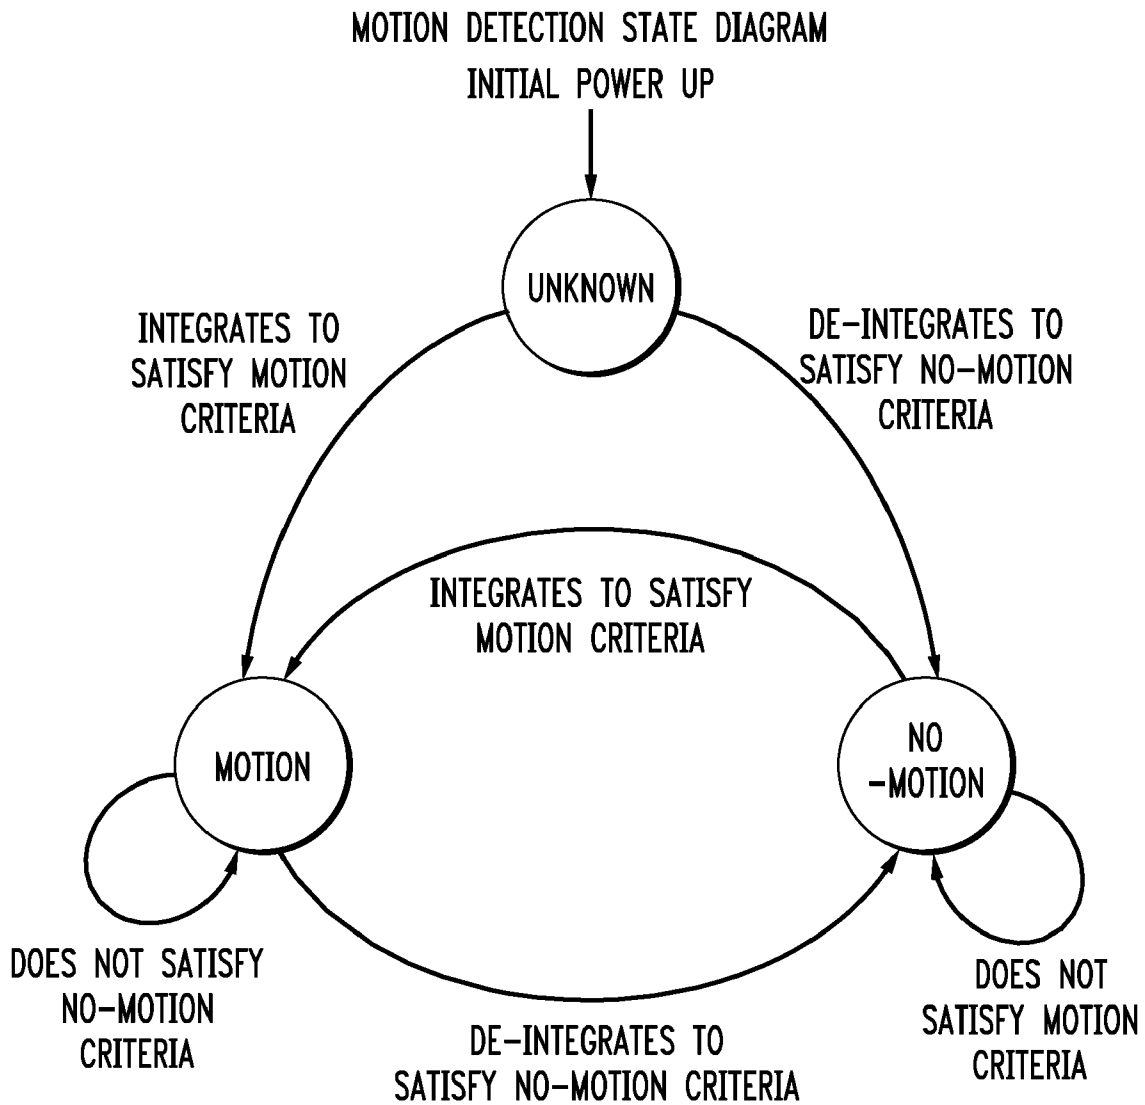 MOTION DETECTION STATE DIAGRAM
INITIAL POWER UP
UNKNOWN
INTEGRATES TO
SATISFY MOTION
CRITERIA
DE-INTEGRATES TO
SATISFY NO-MOTION
CRITERIA
INTEGRATES TO SATISFY
MOTION CRITERIA
MOTION
NO
-MOTION
DOES NOT SATISFY
NO-MOTION
CRITERIA
DOES NOT
SATISFY MOTION
CRITERIA
DE-INTEGRATES TO
SATISFY NO-MOTION CRITERIA